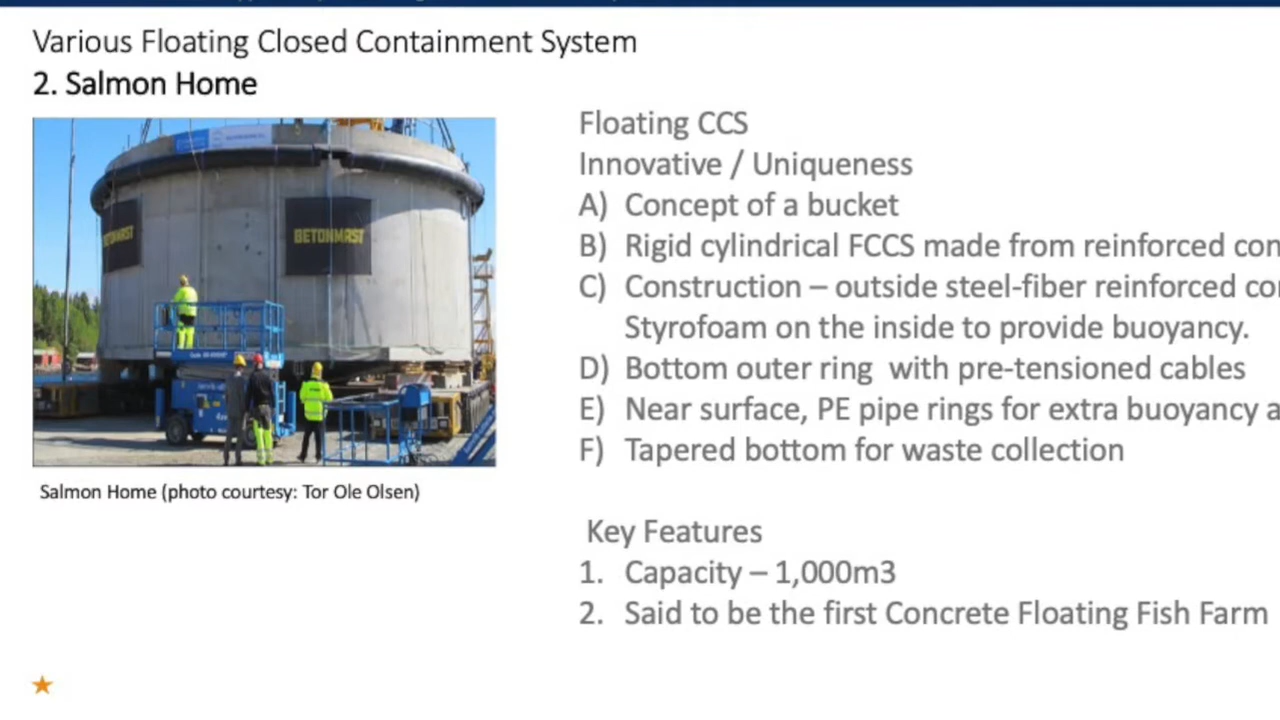 Various Floating Closed Containment System
2. Salmon Home
BETONMAST
BETONMAST
Salmon Home (photo courtesy: Tor Ole Olsen)
Floating CCS
Innovative / Uniqueness
A) Concept of a bucket
B) Rigid cylindrical FCCS made from reinforced con
C) Construction – outside steel-fiber reinforced co
Styrofoam on the inside to provide buoyancy.
D) Bottom outer ring with pre-tensioned cables
E) Near surface, PE pipe rings for extra buoyancy a
F) Tapered bottom for waste collection
Key Features
1. Capacity – 1,000m3
2. Said to be the first Concrete Floating Fish Farm